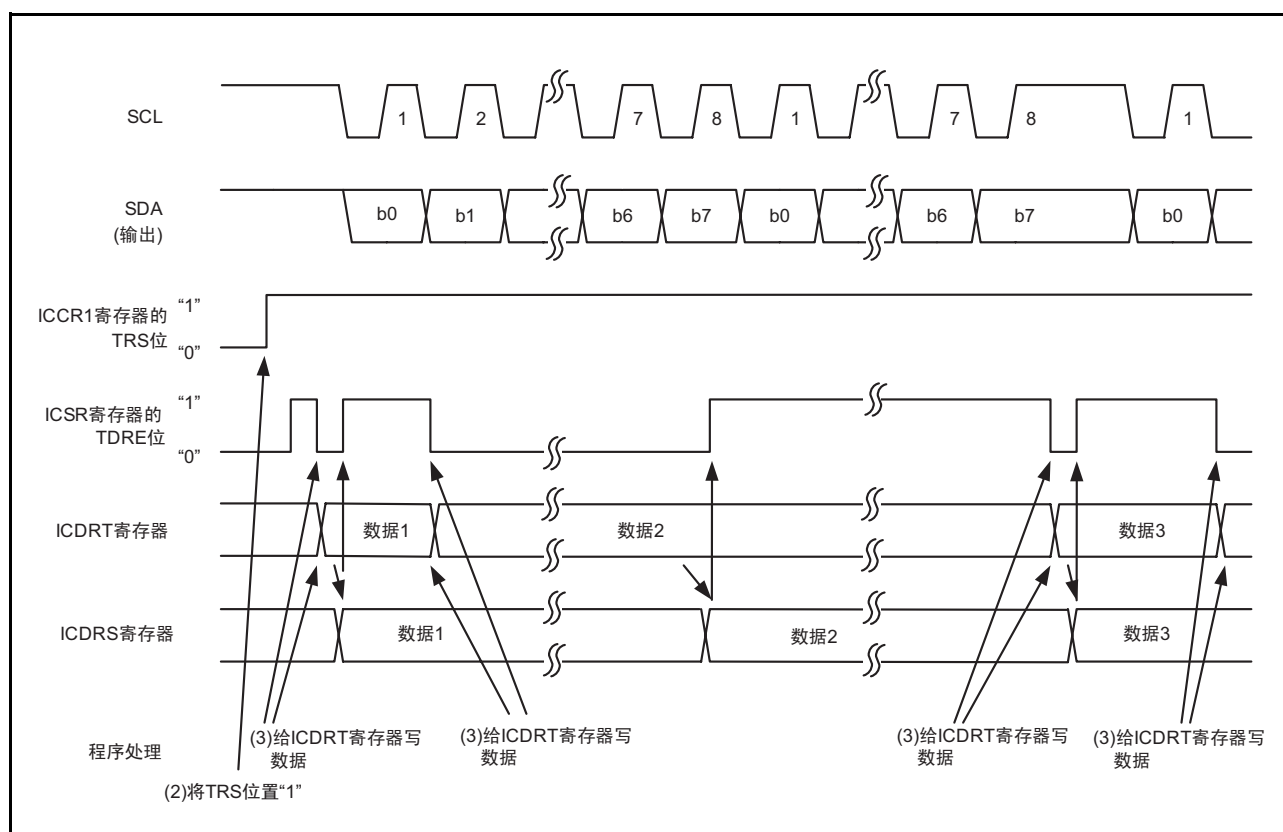 SCL
1
2
7
8
1
7
8
1
SDA
(输出)
b0
b1
b6
b7
b0
b6
b7
b0
ICCR1寄存器的
TRS位
“1”
“0”
ICSR寄存器的
TDRE位
“1”
“0”
ICDRT寄存器
数据1
数据2
数据3
ICDRS寄存器
数据1
数据2
数据3
程序处理
(3)给ICDRT寄存器写
数据
(3)给ICDRT寄存器写
数据
(3)给ICDRT寄存器写
数据
(3)给ICDRT寄存器写
数据
(2)将TRS位置“1”